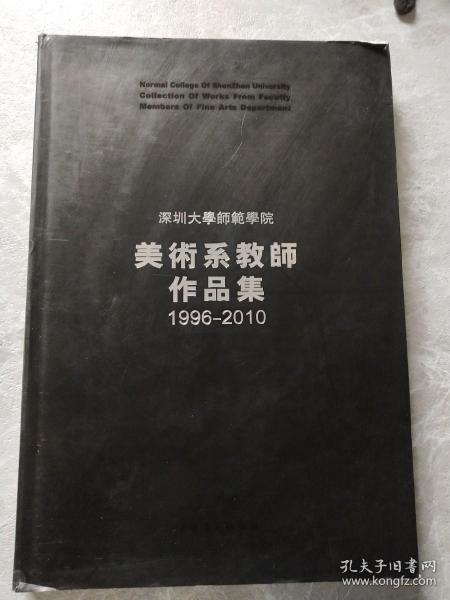 Normal College Of ShenZhen University
Collection Of Works From Faculty
Members Of Fine Arts Department
深圳大學師範學院
美術系教師
作品集
1996-2010
孔夫子旧书网
www.kongfz.com